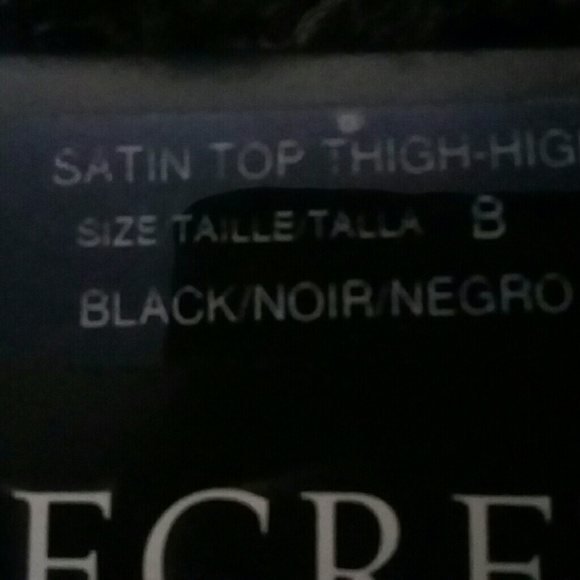 SATIN TOP THIGH-HIG
SIZE/TAILLE/TALLA B
BLACK/NOIR/NEGRO
ECRE